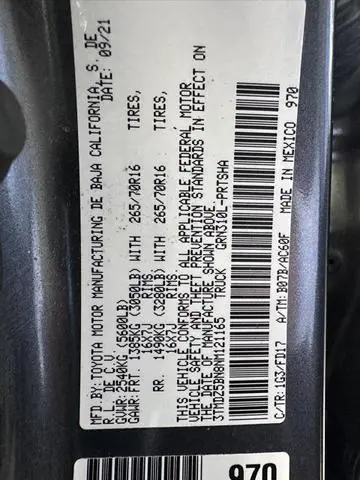 MFD. BY:TOYOTA MOTOR MANUFACTURING DE BAJA CALIFORNIA, S. DE
R.L. DE C.V. DATE: 09/21
GVWR: 2540KG (5600LB)
GAWR: FRT. 1385KG (3050LB) WITH 265/70R16 TIRES,
16X7J RIMS.
RR. 1490KG (3280LB) WITH 265/70R16 TIRES,
16X7J RIMS.
THIS VEHICLE CONFORMS TO ALL APPLICABLE FEDERAL MOTOR
VEHICLE SAFETY AND THEFT PREVENTION STANDARDS IN EFFECT ON
THE DATE OF MANUFACTURE SHOWN ABOVE.
3TMDZ5BN8NM121165 TRUCK GRN310L-PRTSHA
C/TR:1G3/FD17 A/TM:B07B/AC60F
MADE IN MEXICO 970
970